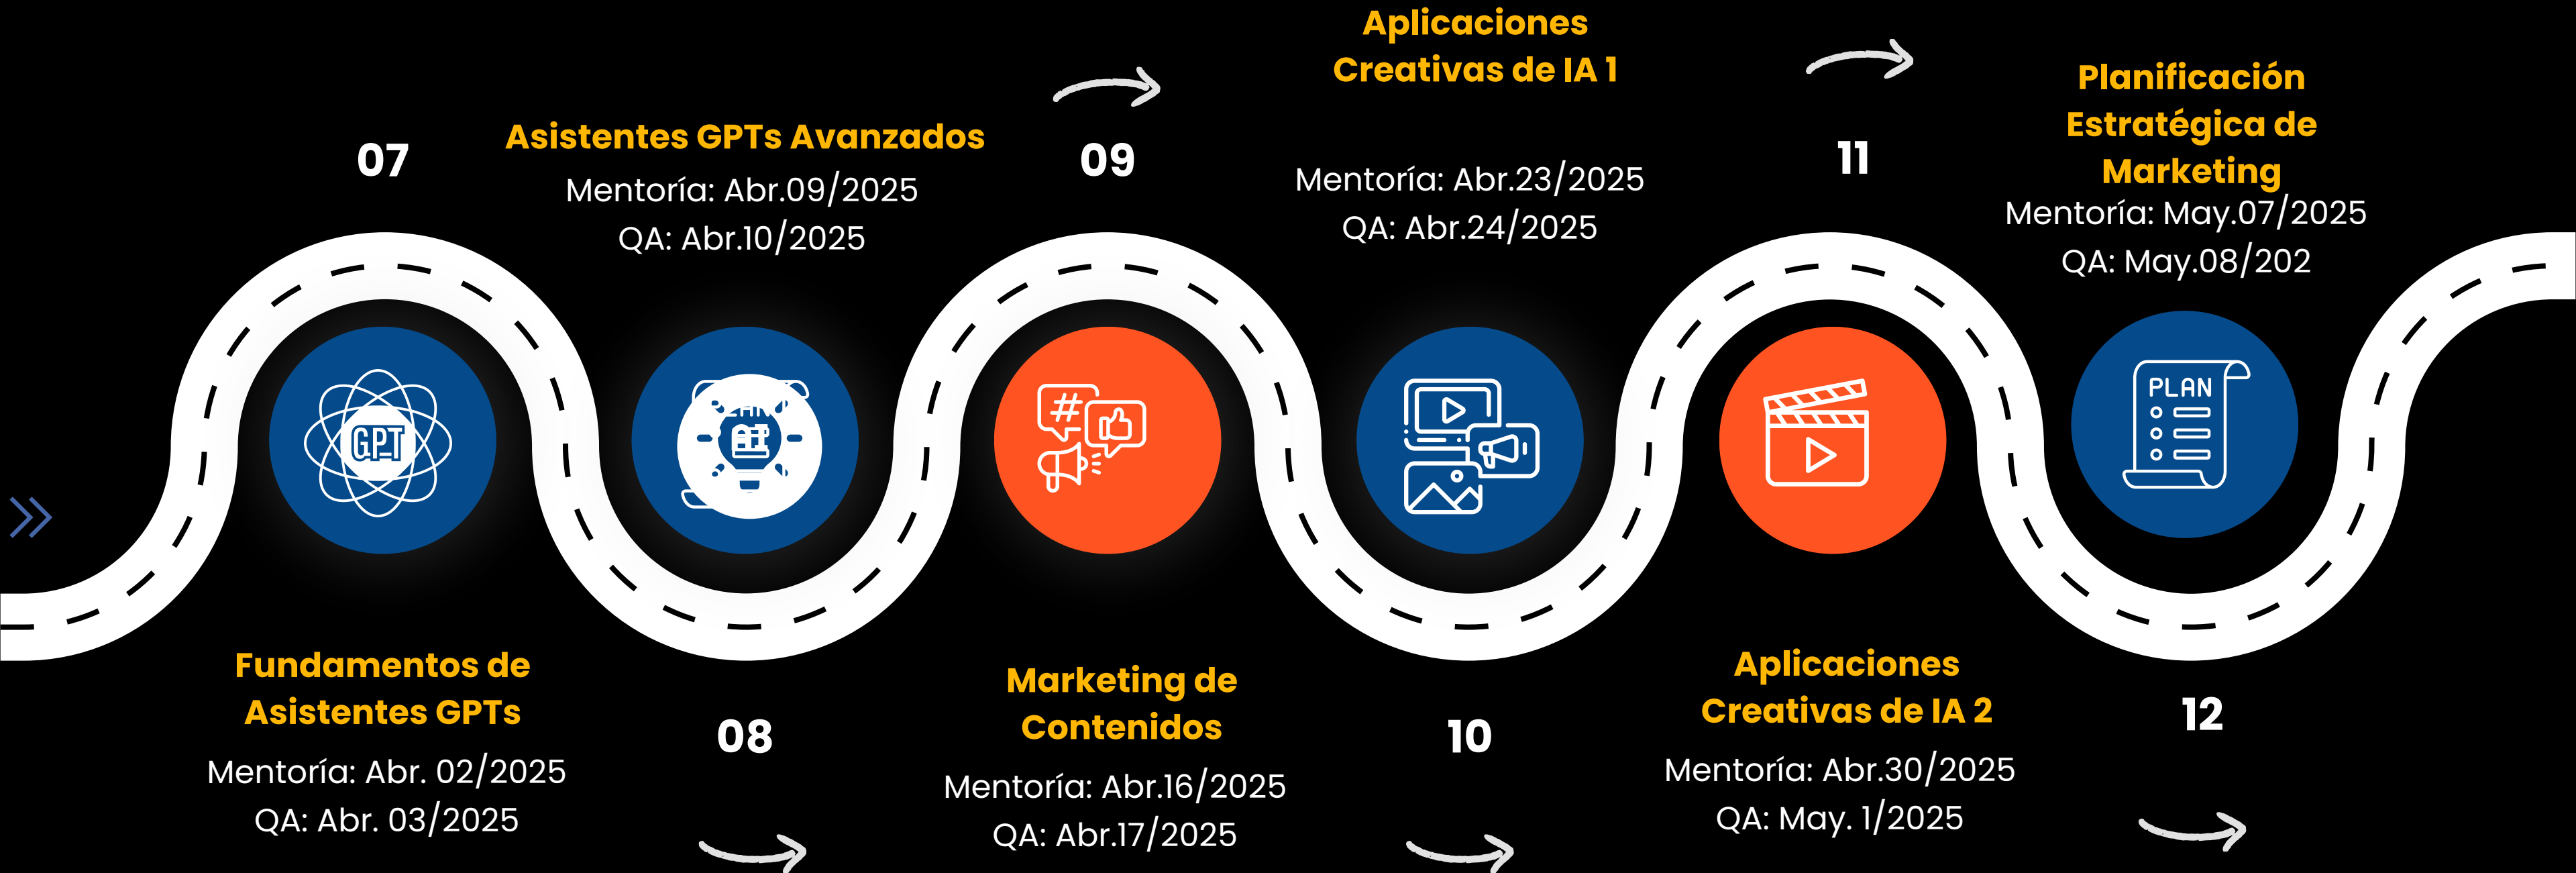 07
GPT
Fundamentos de
Asistentes GPTs
Mentoría: Abr. 02/2025
QA: Abr. 03/2025
Asistentes GPTs Avanzados
Mentoría: Abr.09/2025
QA: Abr.10/2025
08
09
#
Marketing de
Contenidos
Mentoría: Abr.16/2025
QA: Abr.17/2025
Aplicaciones
Creativas de IA 1
Mentoría: Abr.23/2025
QA: Abr.24/2025
10
11
Aplicaciones
Creativas de IA 2
Mentoría: Abr.30/2025
QA: May. 1/2025
Planificación
Estratégica de
Marketing
Mentoría: May.07/2025
QA: May.08/202
PLAN
12